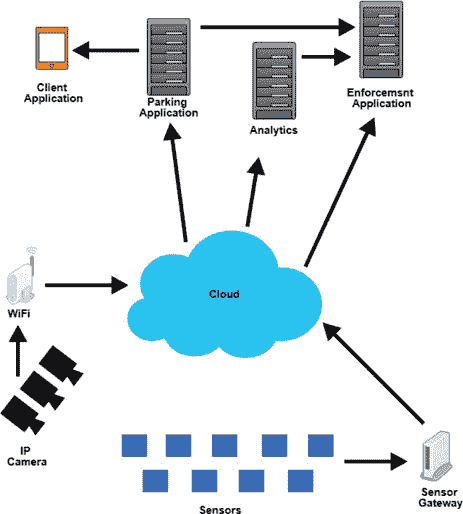 Client
Application
Parking
Application
Analytics
Enforcemsnt
Application
Cloud
WiFi
IP
Camera
Sensors
Sensor
Gateway